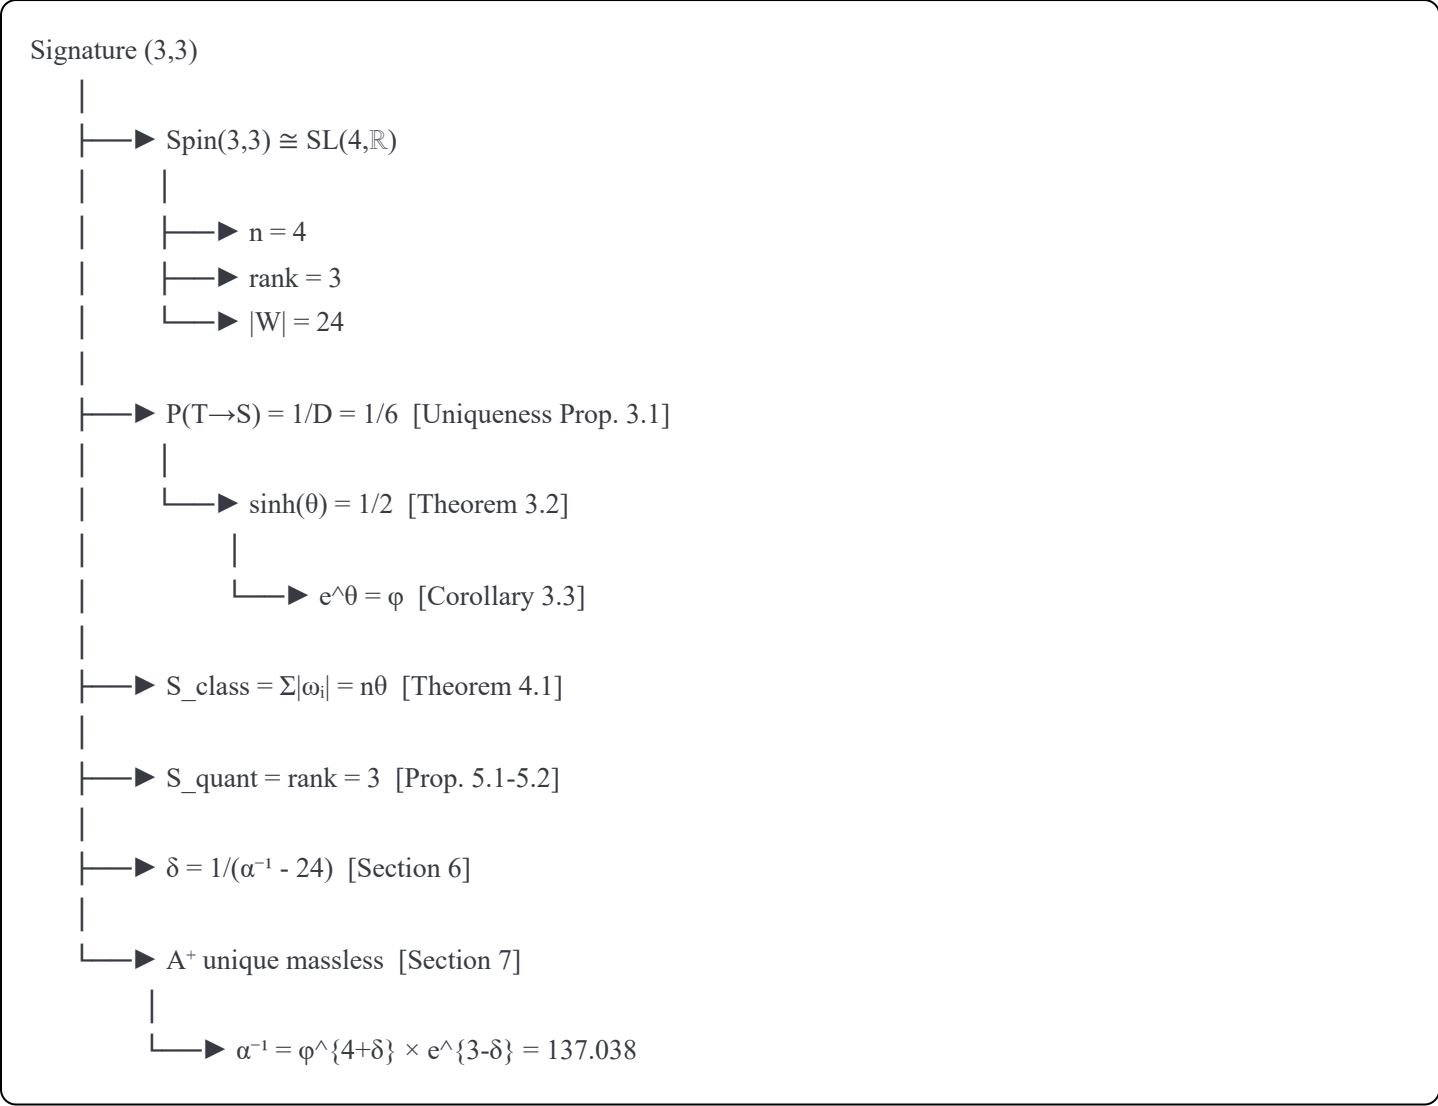 Signature (3,3)
Spin(3,3) ≅ SL(4,ℝ)
n = 4
rank = 3
|W| = 24
P(T→S) = 1/D = 1/6 [Uniqueness Prop. 3.1]
sinh(θ) = 1/2 [Theorem 3.2]
e^θ = φ [Corollary 3.3]
S_class = Σ|ωᵢ| = nθ [Theorem 4.1]
S_quant = rank = 3 [Prop. 5.1-5.2]
δ = 1/(α⁻¹ - 24) [Section 6]
A⁺ unique massless [Section 7]
α⁻¹ = φ^{4+δ} × e^{3-δ} = 137.038